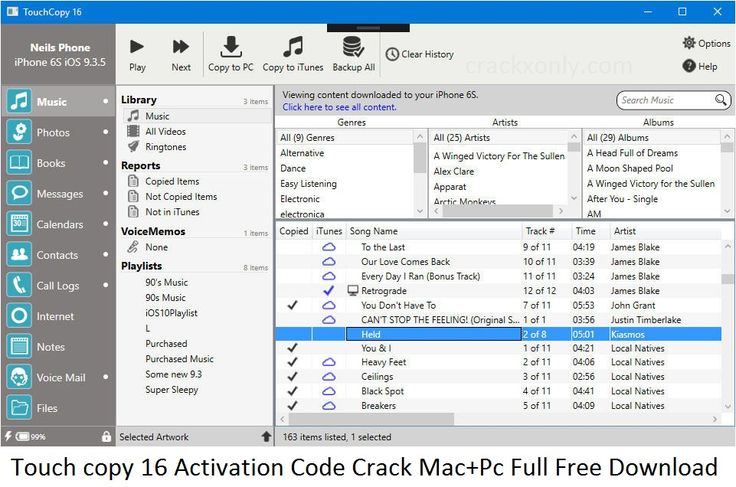 TouchCopy 16
Neils Phone
iPhone 6S iOS 9.3.5
Play
Next
Copy to PC
Copy to iTunes
Backup All
Clear History
crackxonly.com
Options
Help
Music
Photos
Books
Messages
Calendars
Contacts
Call Logs
Internet
Notes
Voice Mail
Files
99%
Library 3 items
Music
All Videos
Ringtones
Reports 3 items
Copied Items
Not Copied Items
Not in iTunes
VoiceMemos 1 items
None
Playlists 8 items
90's Music
90's Music
iOS10Playlist
L
Purchased
Purchased Music
Some new 9.3
Super Sleepy
Selected Artwork
Viewing content downloaded to your iPhone 6S.
Click here to see all content.
Search Music
Genres
All (9) Genres
Alternative
Dance
Easy Listening
Electronic
electronica
Artists
All (25) Artists
A Winged Victory For The Sullen
Alex Clare
Apparat
Arctic Monkeys
Albums
All (29) Albums
A Head Full of Dreams
A Moon Shaped Pool
A Winged Victory for the Sullen
After You - Single
AM
Copied iTunes Song Name Track # Time Artist
To the Last 9 of 11 04:19 James Blake
Our Love Comes Back 10 of 11 03:39 James Blake
Every Day I Ran (Bonus Track) 11 of 11 03:24 James Blake
Retrograde 12 of 12 04:03 James Blake
You Don't Have To 7 of 11 05:53 John Grant
CAN'T STOP THE FEELING! (Original S... 1 of 1 03:56 Justin Timberlake
Held 2 of 8 05:01 Kiasmos
You & I 1 of 11 04:21 Local Natives
Heavy Feet 2 of 11 04:06 Local Natives
Ceilings 3 of 11 02:52 Local Natives
Black Spot 4 of 11 05:01 Local Natives
Breakers 5 of 11 04:09 Local Natives
163 items listed, 1 selected
Touch copy 16 Activation Code Crack Mac+Pc Full Free Download